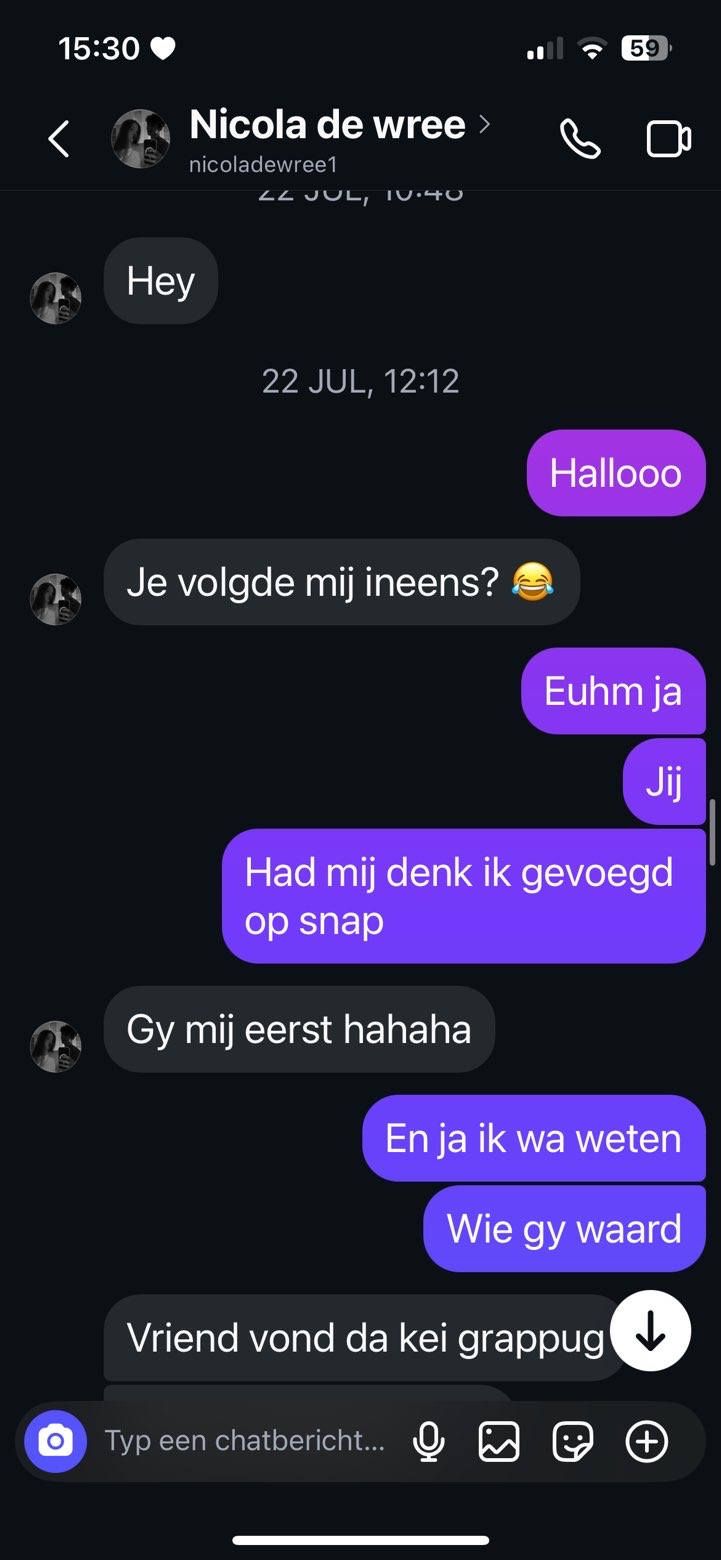 15:30
59
Nicola de wree
nicoladewree1
22 JUL, 10:48
Hey
22 JUL, 12:12
Hallooo
Je volgde mij ineens? 😂
Euhm ja
Jij
Had mij denk ik gevoegd
op snap
Gy mij eerst hahaha
En ja ik wa weten
Wie gy waard
Vriend vond da kei grappug
Typ een chatbericht...